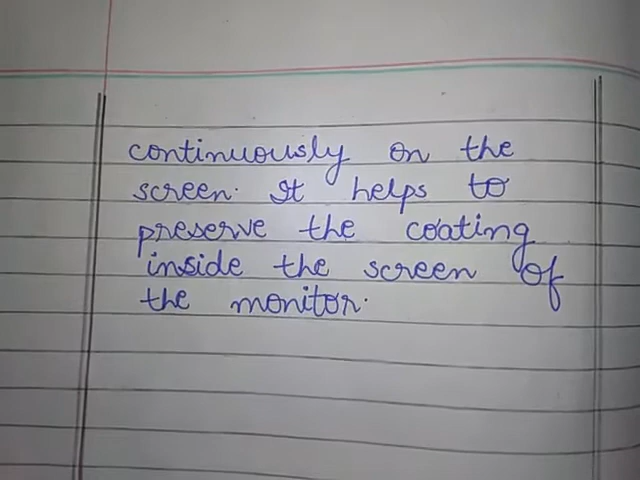 continuously on the
screen. It helps to
preserve the coating
inside the screen of
the monitor.